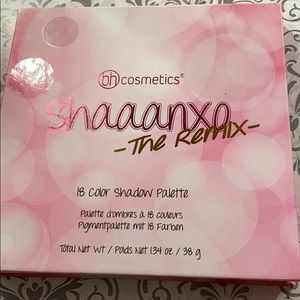 bh cosmetics®
Shaaanxo
-The Remix-
18 Color Shadow Palette
Palette d'ombres à 18 couleurs
Pigmentpalette mit 18 Farben
Total Net Wt / Poids Net 1.34 oz / 38 g